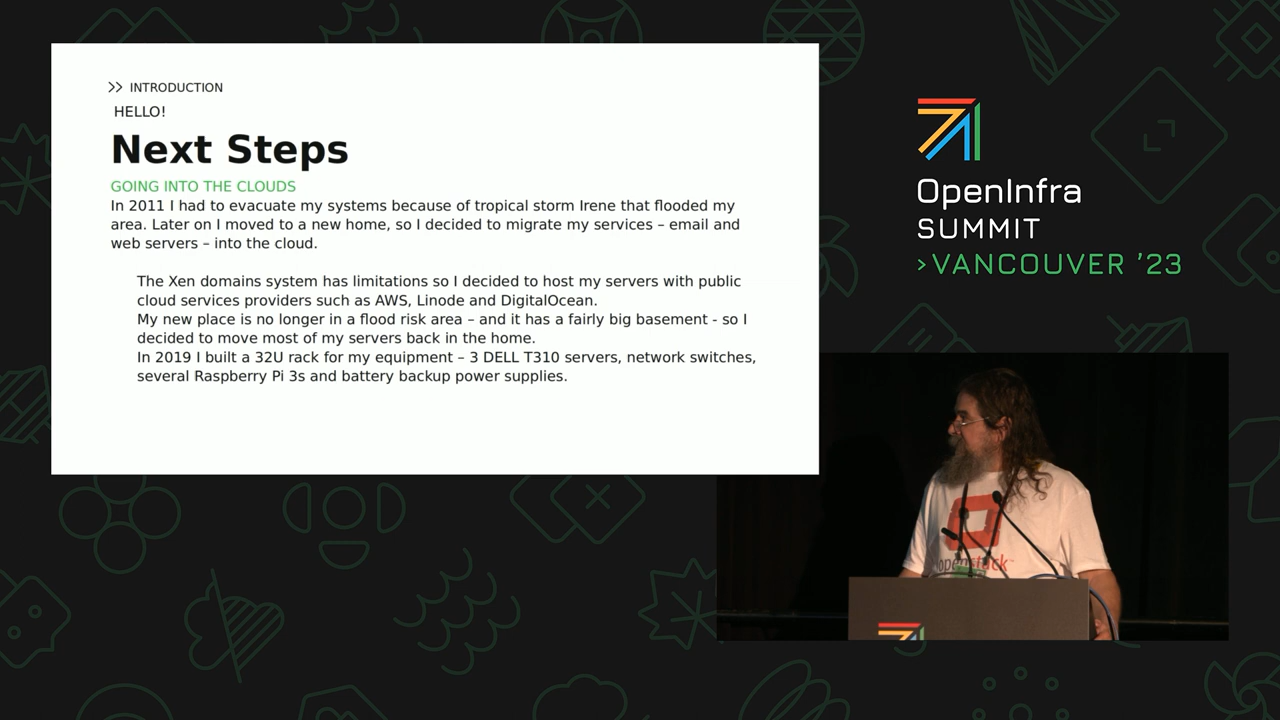 >> INTRODUCTION
HELLO!
Next Steps
GOING INTO THE CLOUDS
In 2011 I had to evacuate my systems because of tropical storm Irene that flooded my
area. Later on I moved to a new home, so I decided to migrate my services – email and
web servers – into the cloud.
The Xen domains system has limitations so I decided to host my servers with public
cloud services providers such as AWS, Linode and DigitalOcean.
My new place is no longer in a flood risk area – and it has a fairly big basement - so I
decided to move most of my servers back in the home.
In 2019 I built a 32U rack for my equipment – 3 DELL T310 servers, network switches,
several Raspberry Pi 3s and battery backup power supplies.
OpenInfra
SUMMIT
>VANCOUVER ’23
openstack